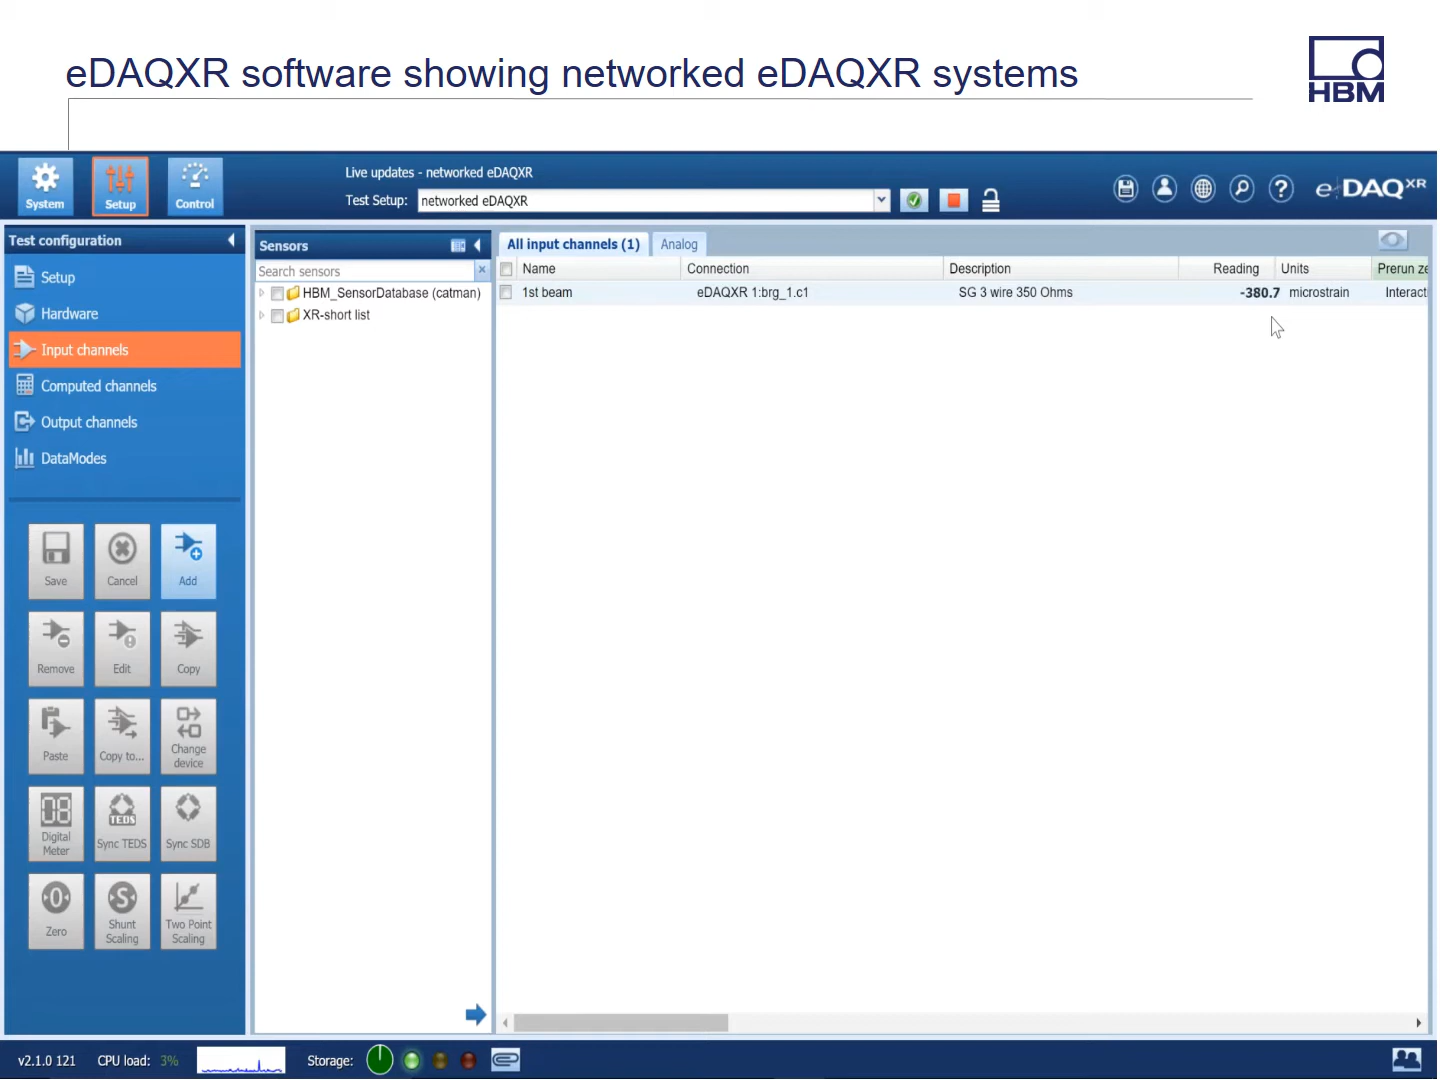 eDAQXR software showing networked eDAQXR systems
HBM
System
Setup
Control
Live updates - networked eDAQXR
Test Setup: networked eDAQXR
eDAQXR
Test configuration
Setup
Hardware
Input channels
Computed channels
Output channels
DataModes
Save
Cancel
Add
Remove
Edit
Copy
Paste
Copy to...
Change
device
Digital
Meter
TEDS
Sync TEDS
Sync SDB
Zero
Shunt
Scaling
Two Point
Scaling
Sensors
Search sensors
HBM_SensorDatabase (catman)
XR-short list
All input channels (1) Analog
Name Connection Description Reading Units Prerun ze
1st beam eDAQXR 1:brg_1.c1 SG 3 wire 350 Ohms -380.7 microstrain Interacti
v2.1.0 121 CPU load: 3% Storage: